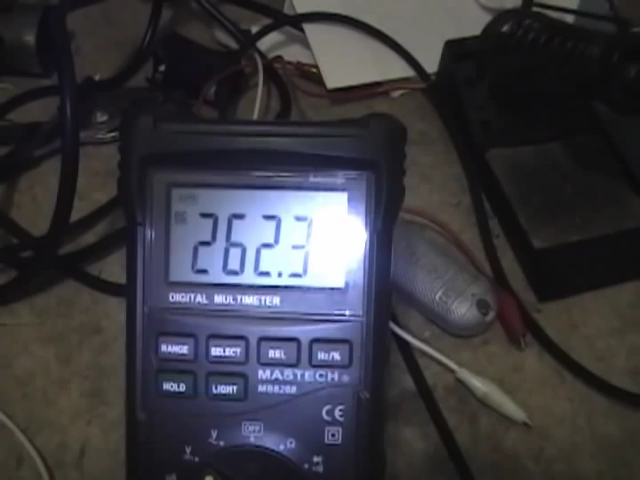 262.3
DIGITAL MULTIMETER
RANGE SELECT REL Hz/%
MASTECH®
HOLD LIGHT MS8268
CE
OFF
V V Ω